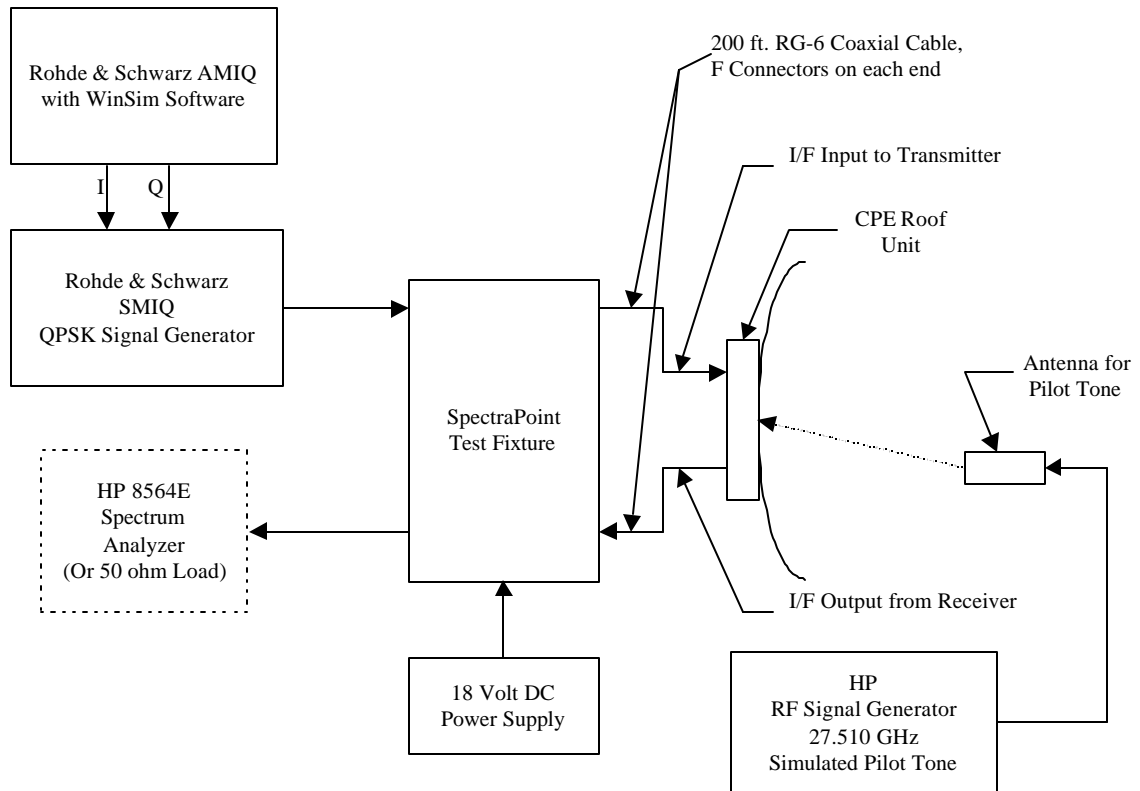 Rohde & Schwarz AMIQ
with WinSim Software
I
Q
Rohde & Schwarz
SMIQ
QPSK Signal Generator
HP 8564E
Spectrum
Analyzer
(Or 50 ohm Load)
SpectraPoint
Test Fixture
18 Volt DC
Power Supply
200 ft. RG-6 Coaxial Cable,
F Connectors on each end
I/F Input to Transmitter
CPE Roof
Unit
Antenna for
Pilot Tone
I/F Output from Receiver
HP
RF Signal Generator
27.510 GHz
Simulated Pilot Tone